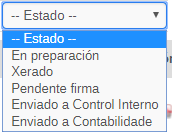 -- Estado --
-- Estado --
En preparación
Xerado
Pendente firma
Enviado a Control Interno
Enviado a Contabilidade